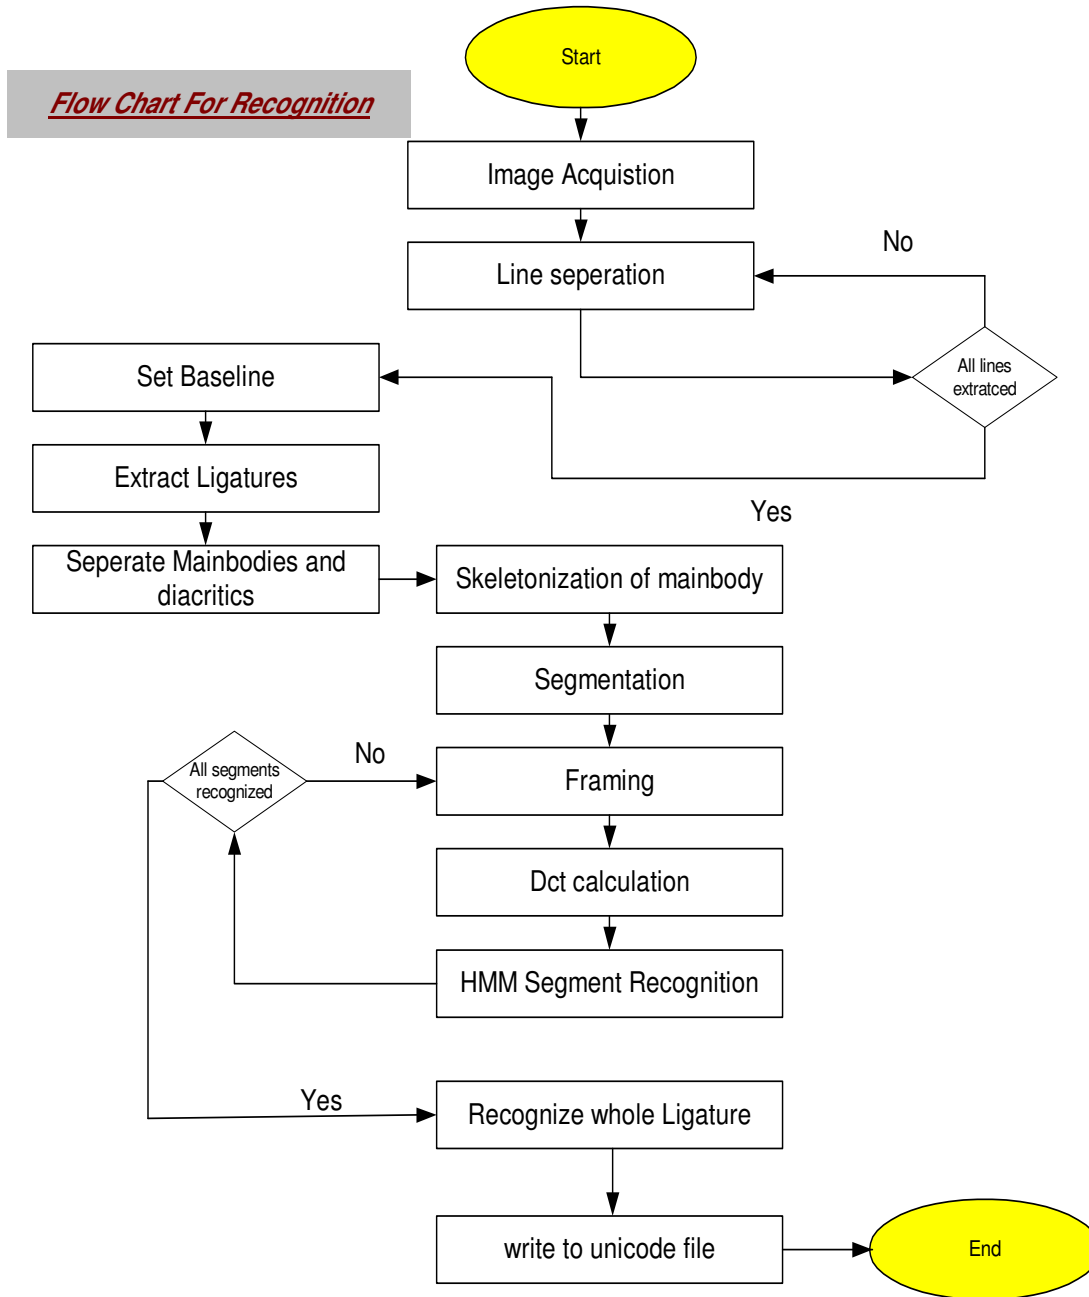 Start
Flow Chart For Recognition
Image Acquistion
Line seperation
No
All lines
extratced
Set Baseline
Extract Ligatures
Yes
Seperate Mainbodies and
diacritics
Skeletonization of mainbody
Segmentation
All segments
recognized
No
Framing
Dct calculation
HMM Segment Recognition
Yes
Recognize whole Ligature
write to unicode file
End